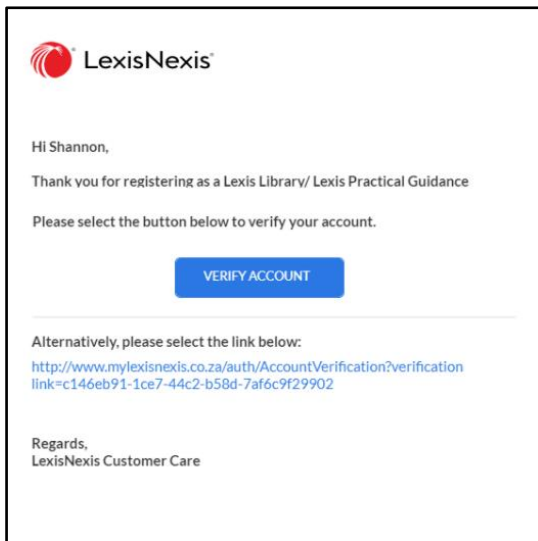 LexisNexis®
Hi Shannon,
Thank you for registering as a Lexis Library/ Lexis Practical Guidance
Please select the button below to verify your account.
VERIFY ACCOUNT
Alternatively, please select the link below:
http://www.mylexisnexis.co.za/auth/AccountVerification?verification
link=c146eb91-1ce7-44c2-b58d-7af6c9f29902
Regards,
LexisNexis Customer Care